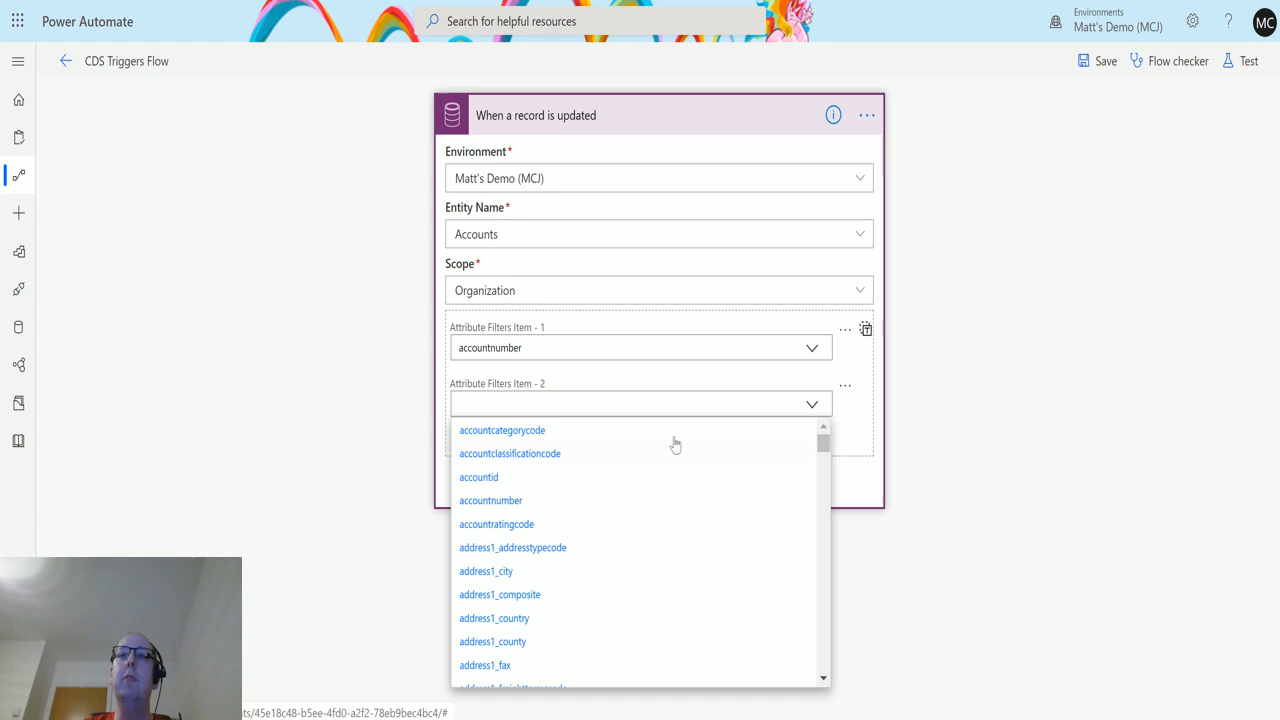 Power Automate
Search for helpful resources
Environments
Matt's Demo (MCJ)
?
MC
CDS Triggers Flow
Save
Flow checker
Test
When a record is updated
Environment*
Matt's Demo (MCJ)
Entity Name*
Accounts
Scope*
Organization
Attribute Filters Item - 1
accountnumber
Attribute Filters Item - 2
accountcategorycode
accountclassificationcode
accountid
accountnumber
accountratingcode
address1_addresstypecode
address1_city
address1_composite
address1_country
address1_county
address1_fax
ts/45e18c48-b5ee-4fd0-a2f2-78eb9bec4bc4/#